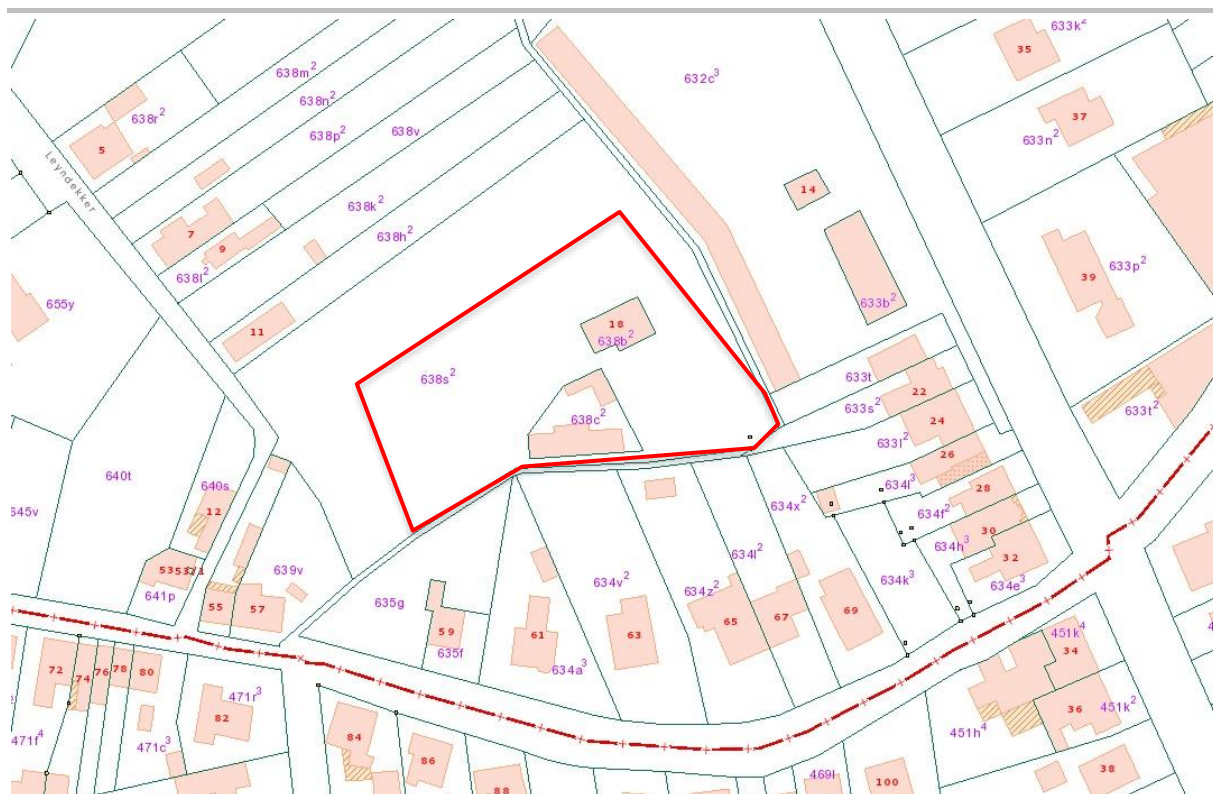 633k²
35
638m²
632c³
638n²
638r²
37
638p²
638v
633n²
5
Leyndekker
14
638k²
7
638h²
9
39
633p²
638l²
633b²
655y
11
18
638b²
638s²
633t
22
633s²
638c²
24
633t²
633l²
26
640t
640s
634l³
28
645v
12
634x²
634f²
30
634h³
634l²
32
53
53/1
639v
634v²
634z²
634k³
634e³
641p
635g
55
57
67
69
59
61
63
65
451k⁴
635f
34
634a³
72
74
76
78
80
471r³
36
451k²
82
451h⁴
84
471f⁴
471c³
86
38
469l
100
88